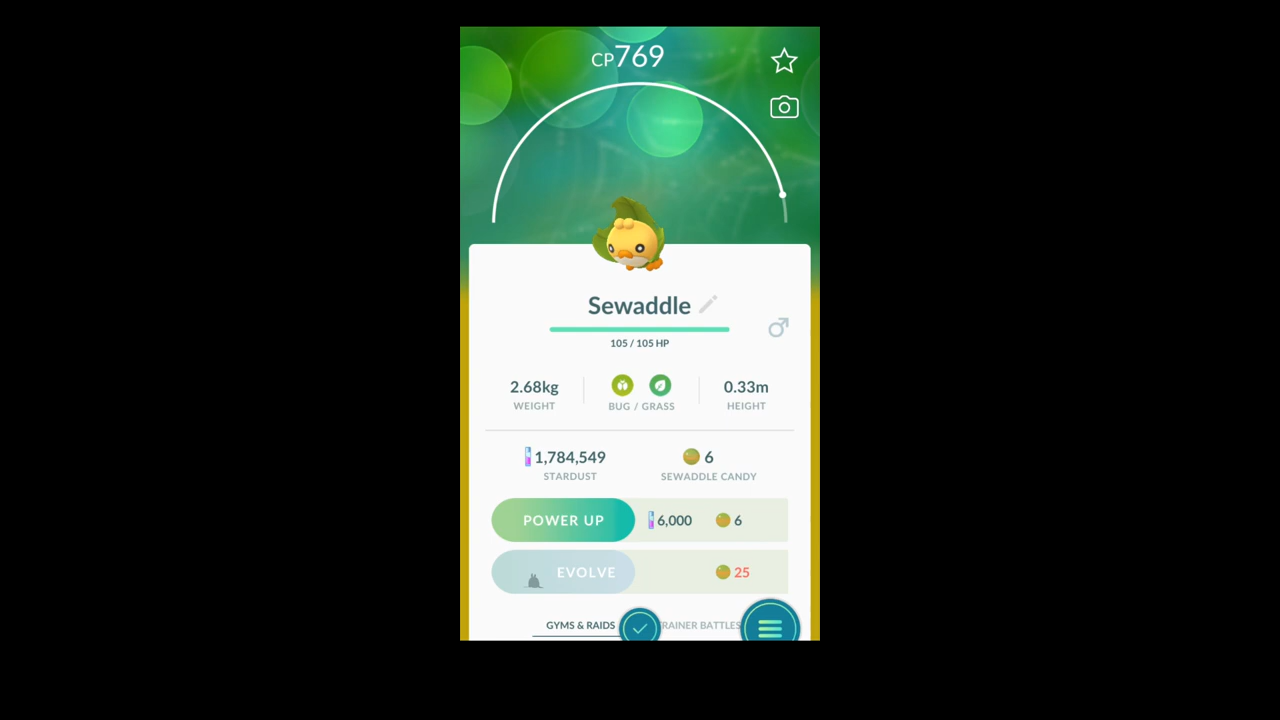 CP769
Sewaddle
105 / 105 HP
2.68kg
WEIGHT
BUG / GRASS
0.33m
HEIGHT
1,784,549
STARDUST
6
SEWADDLE CANDY
POWER UP 6,000 6
EVOLVE 25
GYMS & RAIDS TRAINER BATTLES